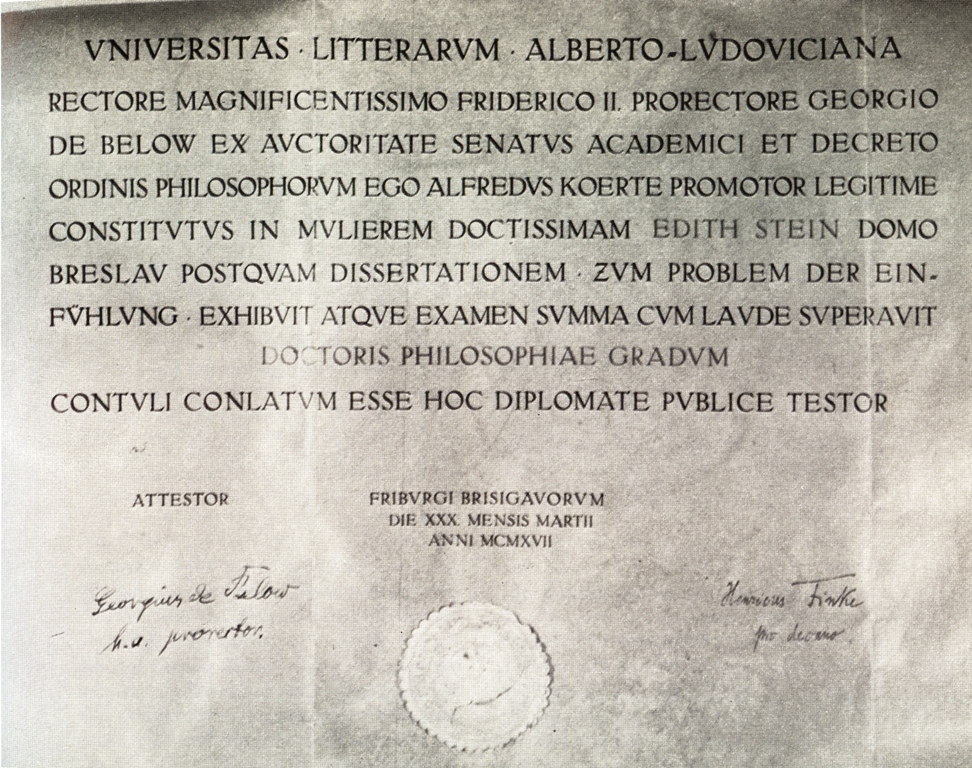 VNIVERSITAS · LITTERARVM · ALBERTO-LVDOVICIANA
RECTORE MAGNIFICENTISSIMO FRIDERICO II. PRORECTORE GEORGIO
DE BELOW EX AVCTORITATE SENATVS ACADEMICI ET DECRETO
ORDINIS PHILOSOPHORVM EGO ALFREDVS KOERTE PROMOTOR LEGITIME
CONSTITVTVS IN MVLIEREM DOCTISSIMAM EDITH STEIN DOMO
BRESLAV POSTQVAM DISSERTATIONEM · ZVM PROBLEM DER EIN-
FV̈HLVNG · EXHIBVIT ATQVE EXAMEN SVMMA CVM LAVDE SVPERAVIT
DOCTORIS PHILOSOPHIAE GRADVM
CONTVLI CONLATVM ESSE HOC DIPLOMATE PVBLICE TESTOR
ATTESTOR
FRIBVRGI BRISIGAVORVM
DIE XXX. MENSIS MARTII
ANNI MCMXVII
Georgius de Below
h.a. prorector.
Henricus Finke
pro decano.